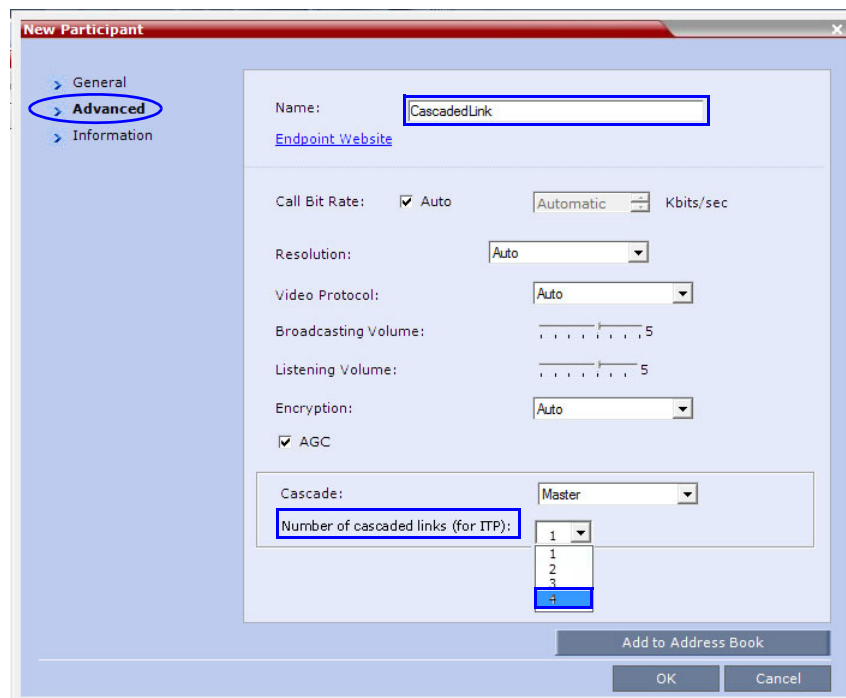 New Participant
General
Advanced
Information
Name: CascadedLink
Endpoint Website
Call Bit Rate: Auto Automatic Kbits/sec
Resolution: Auto
Video Protocol: Auto
Broadcasting Volume: 5
Listening Volume: 5
Encryption: Auto
AGC
Cascade: Master
Number of cascaded links (for ITP): 1
1
2
3
4
Add to Address Book
OK Cancel